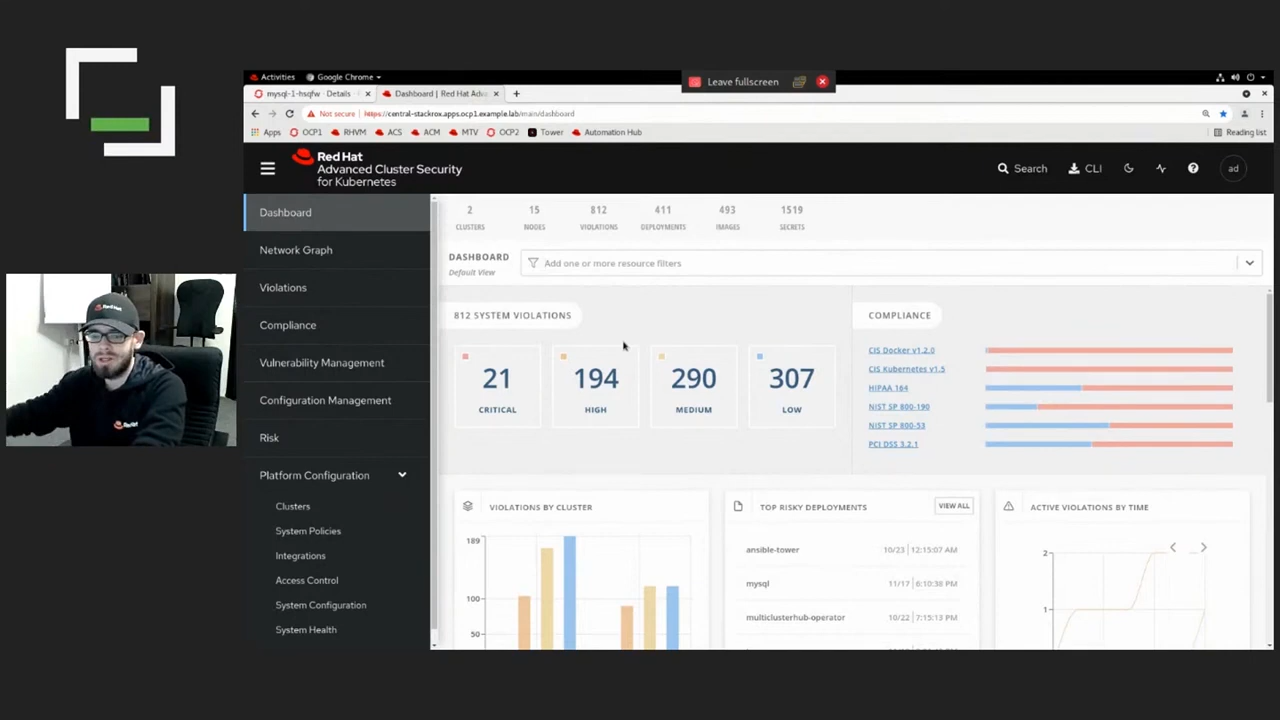 Activities
Google Chrome
Leave fullscreen
mysql-1-hsqfw · Details
Dashboard | Red Hat Adva
Not secure
https://central-stackrox.apps.ocp1.example.lab/main/dashboard
Apps
OCP1
RHVM
ACS
ACM
MTV
OCP2
Tower
Automation Hub
Reading list
Red Hat
Advanced Cluster Security
for Kubernetes
Search
CLI
ad
Dashboard
Network Graph
Violations
Compliance
Vulnerability Management
Configuration Management
Risk
Platform Configuration
Clusters
System Policies
Integrations
Access Control
System Configuration
System Health
2 15 812 411 493 1519
CLUSTERS NODES VIOLATIONS DEPLOYMENTS IMAGES SECRETS
DASHBOARD
Default View
Add one or more resource filters
812 SYSTEM VIOLATIONS
21 194 290 307
CRITICAL HIGH MEDIUM LOW
COMPLIANCE
CIS Docker v1.2.0
CIS Kubernetes v1.5
HIPAA 164
NIST SP 800-190
NIST SP 800-53
PCI DSS 3.2.1
VIOLATIONS BY CLUSTER
189
100
50
TOP RISKY DEPLOYMENTS
VIEW ALL
ansible-tower 10/23 | 12:15:07 AM
mysql 11/17 | 6:10:38 PM
multiclusterhub-operator 10/22 | 7:15:13 PM
ACTIVE VIOLATIONS BY TIME
2
1
Red Hat
Red Hat